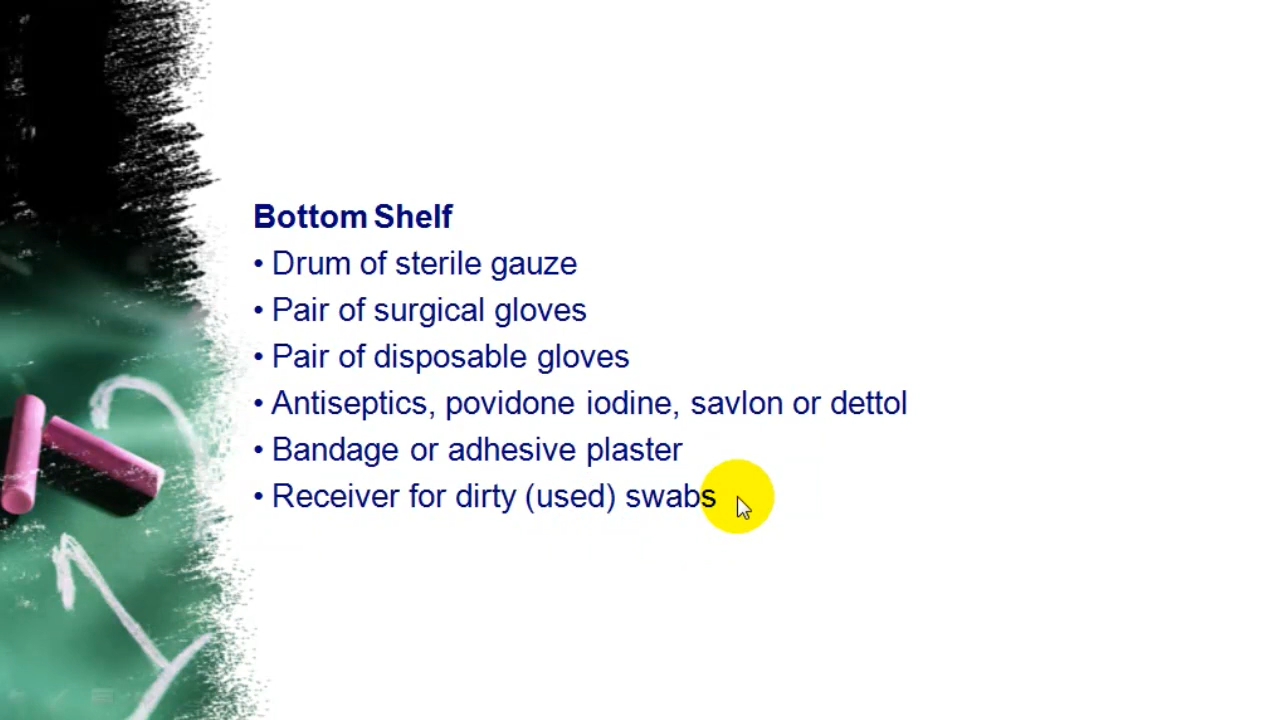 Bottom Shelf
• Drum of sterile gauze
• Pair of surgical gloves
• Pair of disposable gloves
• Antiseptics, povidone iodine, savlon or dettol
• Bandage or adhesive plaster
• Receiver for dirty (used) swabs